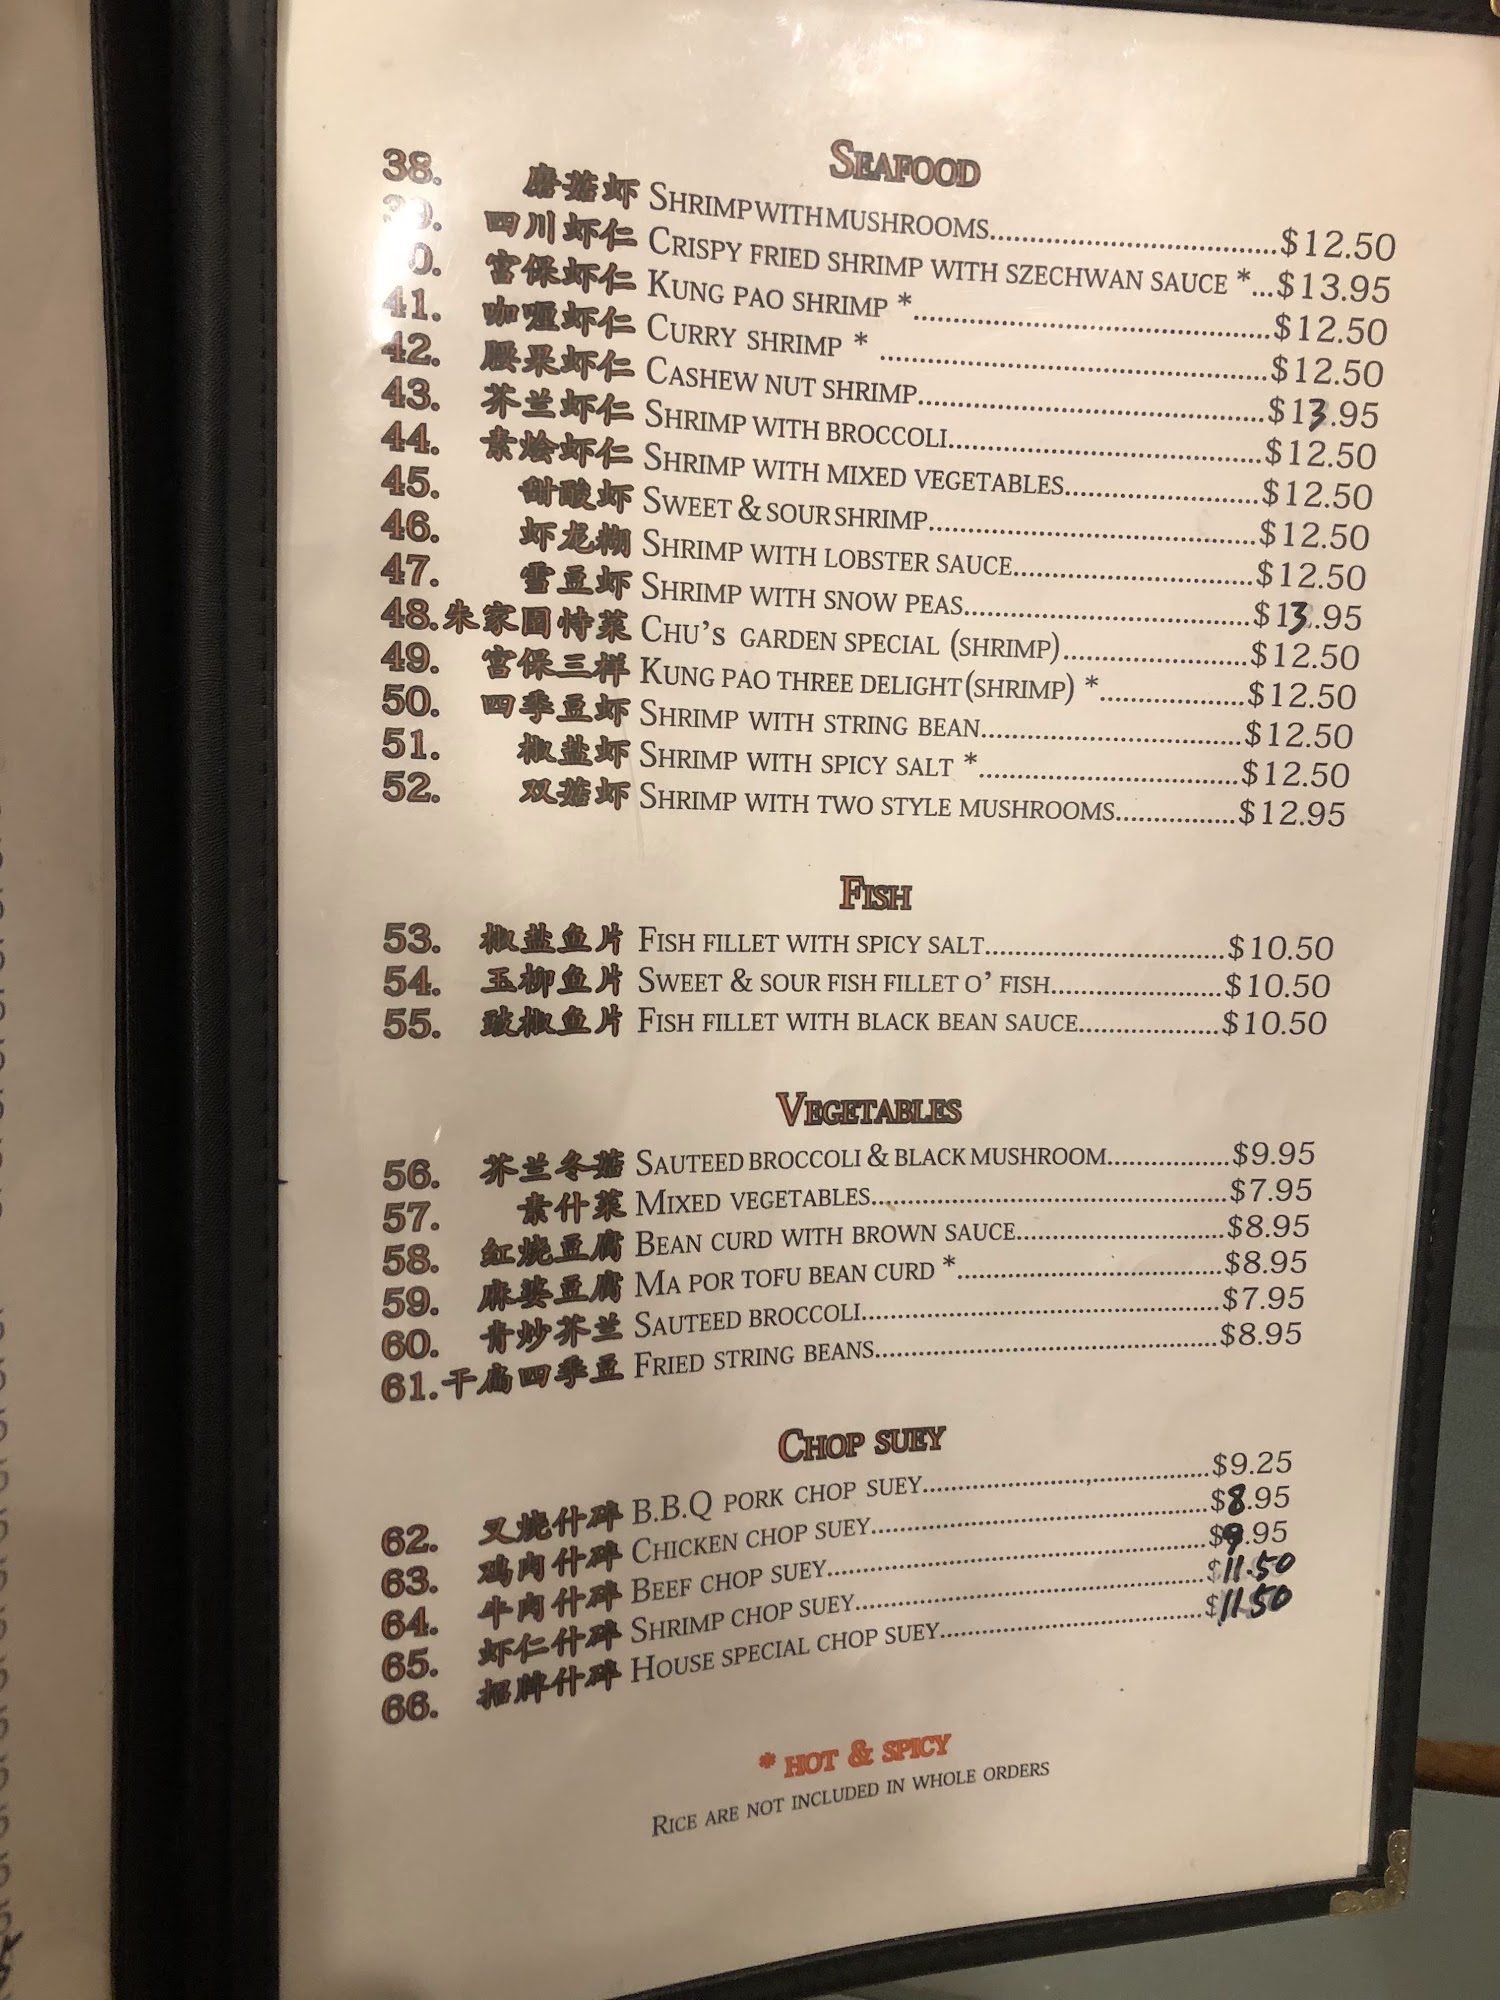 SEAFOOD
38. 磨菇虾 SHRIMP WITH MUSHROOMS....................$12.50
39. 四川虾仁 CRISPY FRIED SHRIMP WITH SZECHWAN SAUCE *...$13.95
0. 宫保虾仁 KUNG PAO SHRIMP *....................$12.50
41. 咖喱虾仁 CURRY SHRIMP * ....................$12.50
42. 腰果虾仁 CASHEW NUT SHRIMP....................$13.95
43. 芥兰虾仁 SHRIMP WITH BROCCOLI....................$12.50
44. 素烩虾仁 SHRIMP WITH MIXED VEGETABLES....................$12.50
45. 甜酸虾 SWEET & SOUR SHRIMP....................$12.50
46. 虾龙糊 SHRIMP WITH LOBSTER SAUCE....................$12.50
47. 雪豆虾 SHRIMP WITH SNOW PEAS....................$13.95
48. 朱家园特菜 CHU'S GARDEN SPECIAL (SHRIMP)....................$12.50
49. 宫保三样 KUNG PAO THREE DELIGHT (SHRIMP) *....................$12.50
50. 四季豆虾 SHRIMP WITH STRING BEAN....................$12.50
51. 椒盐虾 SHRIMP WITH SPICY SALT *....................$12.50
52. 双菇虾 SHRIMP WITH TWO STYLE MUSHROOMS...............$12.95
FISH
53. 椒盐鱼片 FISH FILLET WITH SPICY SALT....................$10.50
54. 玉柳鱼片 SWEET & SOUR FISH FILLET O' FISH....................$10.50
55. 豉椒鱼片 FISH FILLET WITH BLACK BEAN SAUCE..................$10.50
VEGETABLES
56. 芥兰冬菇 SAUTEED BROCCOLI & BLACK MUSHROOM...............$9.95
57. 素什菜 MIXED VEGETABLES....................$7.95
58. 红烧豆腐 BEAN CURD WITH BROWN SAUCE....................$8.95
59. 麻婆豆腐 MA POR TOFU BEAN CURD *....................$8.95
60. 青炒芥兰 SAUTEED BROCCOLI....................$7.95
61. 干扁四季豆 FRIED STRING BEANS....................$8.95
CHOP SUEY
62. 叉烧什碎 B.B.Q PORK CHOP SUEY....................$9.25
63. 鸡肉什碎 CHICKEN CHOP SUEY....................$8.95
64. 牛肉什碎 BEEF CHOP SUEY....................$9.95
65. 虾仁什碎 SHRIMP CHOP SUEY....................$11.50
66. 招牌什碎 HOUSE SPECIAL CHOP SUEY....................$11.50
* HOT & SPICY
RICE ARE NOT INCLUDED IN WHOLE ORDERS